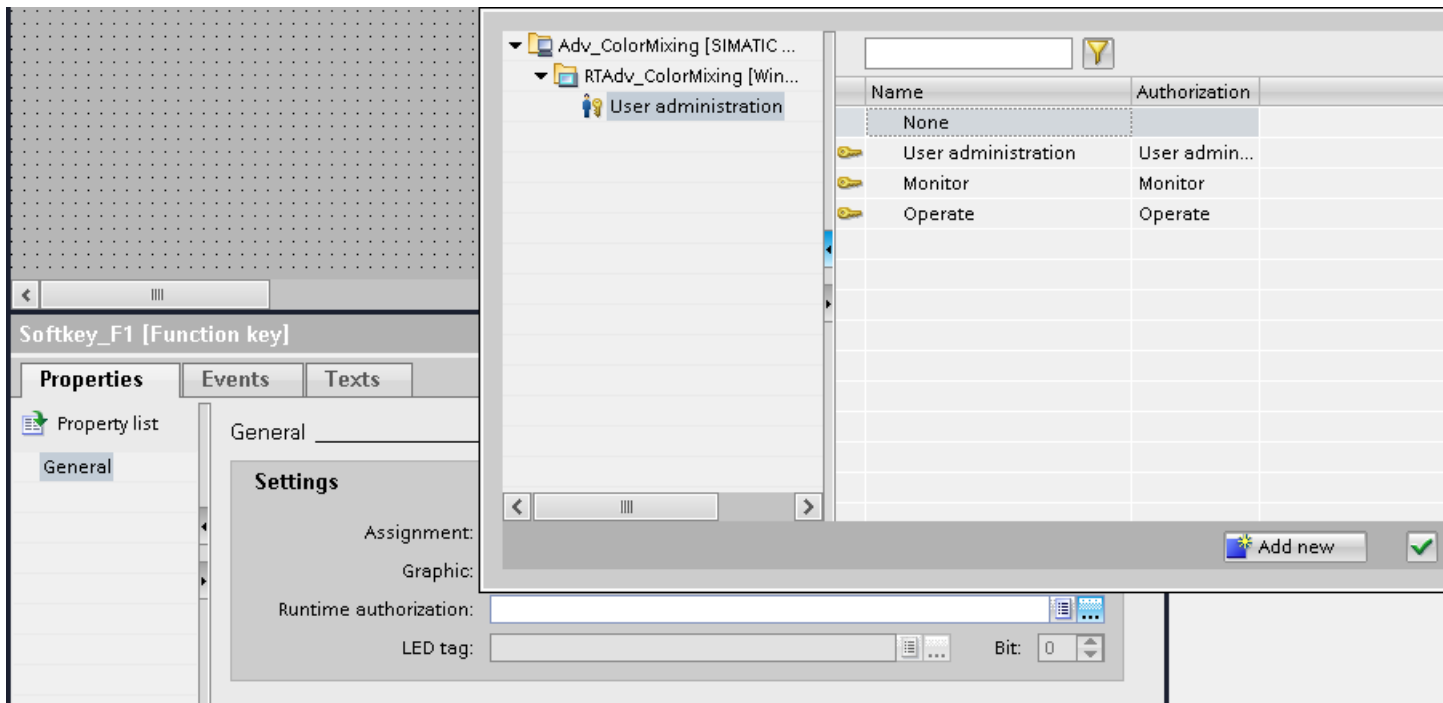 Adv_ColorMixing [SIMATIC ...
RTAdv_ColorMixing [Win...
User administration
Name Authorization
None
User administration User admin...
Monitor Monitor
Operate Operate
Add new
Softkey_F1 [Function key]
Properties Events Texts
Property list
General
General
Settings
Assignment:
Graphic:
Runtime authorization:
LED tag:
Bit: 0